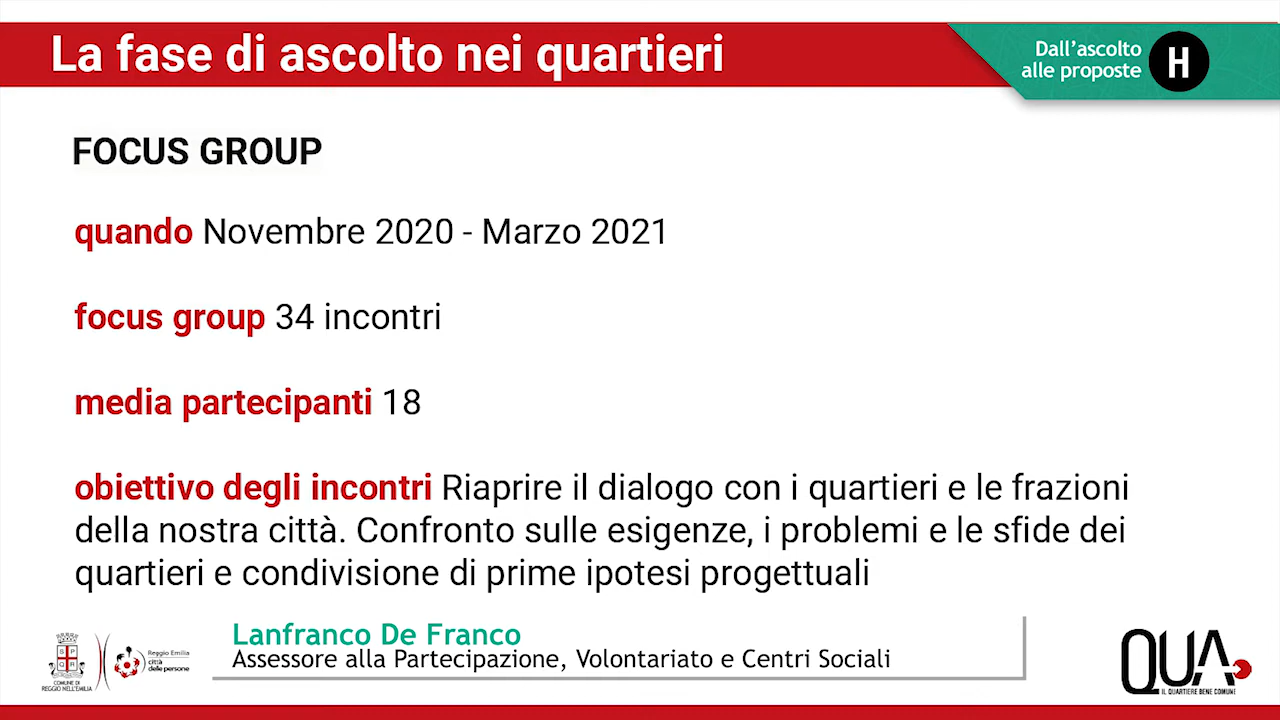 La fase di ascolto nei quartieri
Dall'ascolto
alle proposte
H
FOCUS GROUP
quando Novembre 2020 - Marzo 2021
focus group 34 incontri
media partecipanti 18
obiettivo degli incontri Riaprire il dialogo con i quartieri e le frazioni
della nostra città. Confronto sulle esigenze, i problemi e le sfide dei
quartieri e condivisione di prime ipotesi progettuali
Lanfranco De Franco
Assessore alla Partecipazione, Volontariato e Centri Sociali
COMUNE DI
REGGIO NELL'EMILIA
Reggio Emilia
città
delle persone
QUA
IL QUARTIERE BENE COMUNE